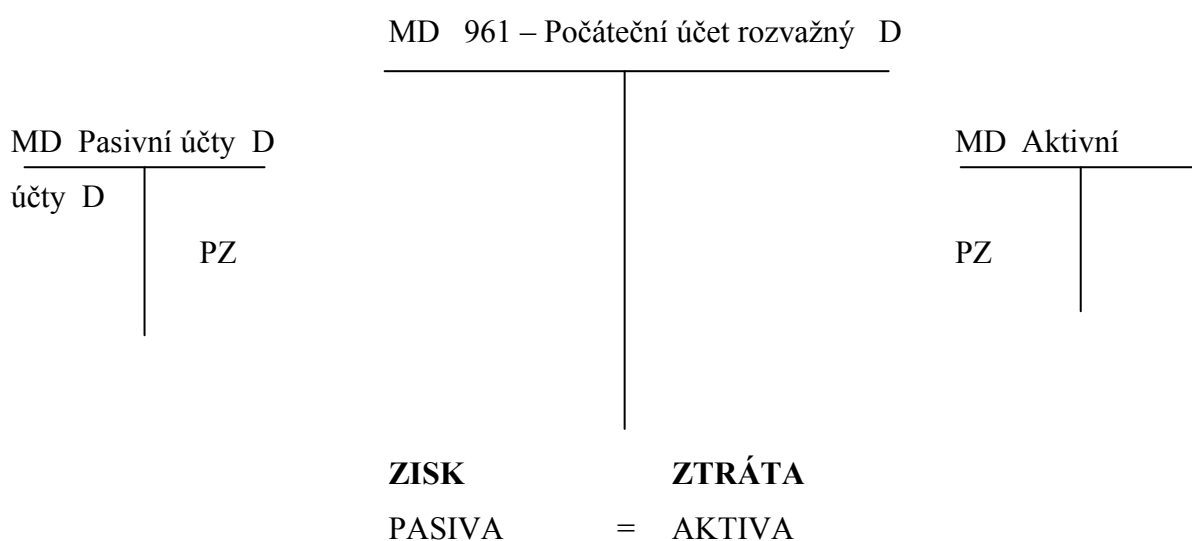 MD 961 – Počáteční účet rozvažný D
MD Pasivní účty D
MD Aktivní
účty D
PZ
PZ
ZISK ZTRÁTA
PASIVA = AKTIVA